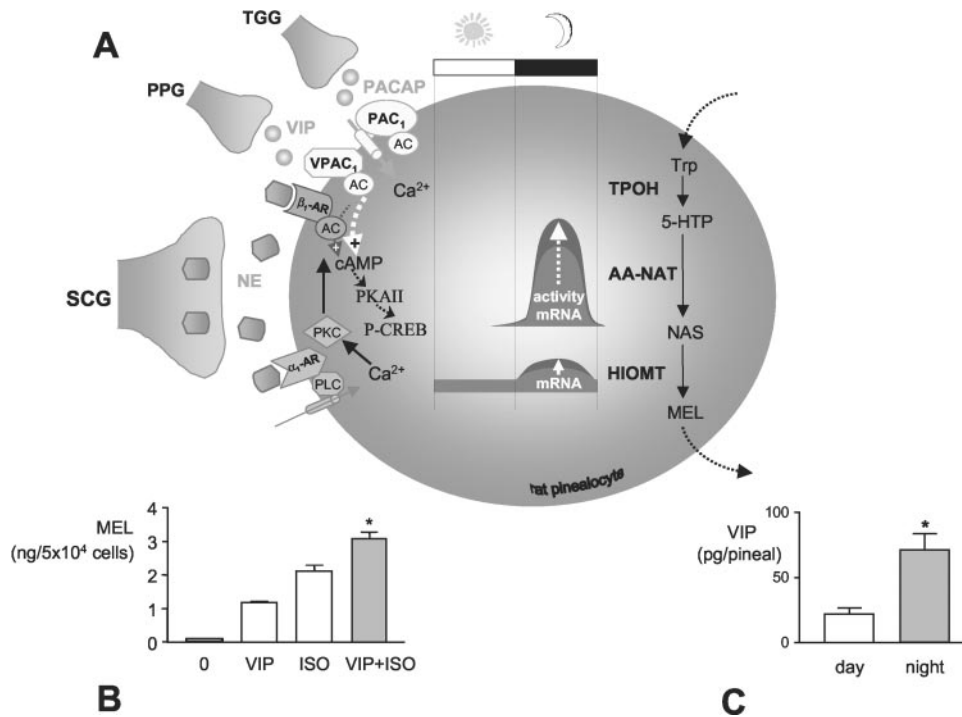 A
TGG
PPG
PACAP
VIP
PAC₁
AC
VPAC₁
AC
Ca²⁺
β₁-AR
AC
+
+
cAMP
NE
SCG
PKAII
P-CREB
PKC
α₁-AR
Ca²⁺
PLC
activity
mRNA
mRNA
Trp
TPOH
5-HTP
AA-NAT
NAS
HIOMT
MEL
rat pinealocyte
MEL
(ng/5x10⁴ cells)
4
3
2
1
0
*
0 VIP ISO VIP+ISO
B
VIP
(pg/pineal)
100
50
0
*
day night
C